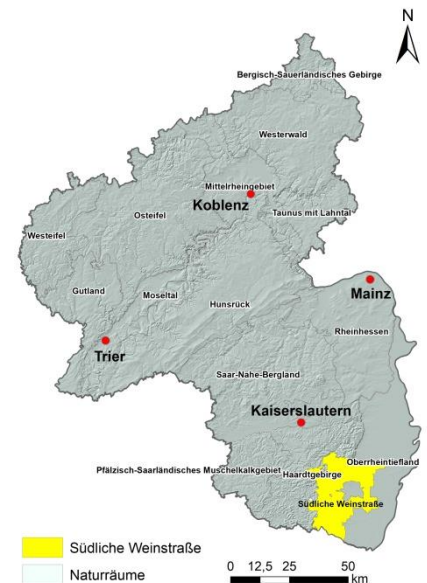 N
Bergisch-Sauerländisches Gebirge
Westerwald
Mittelrheingebiet
Koblenz
Osteifel
Taunus mit Lahntal
Westeifel
Gutland
Moseltal
Hunsrück
Mainz
Trier
Rheinhessen
Saar-Nahe-Bergland
Kaiserslautern
Oberrheintiefland
Pfälzisch-Saarländisches Muschelkalkgebiet
Haardtgebirge
Südliche Weinstraße
Südliche Weinstraße
Naturräume
0 12,5 25 50
km